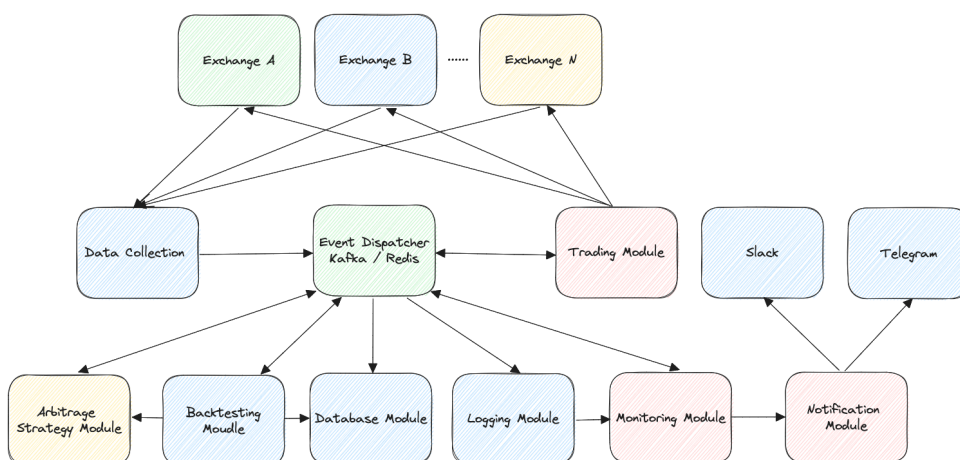 Exchange A
Exchange B
......
Exchange N
Data Collection
Event Dispatcher
Kafka / Redis
Trading Module
Slack
Telegram
Arbitrage
Strategy Module
Backtesting
Moudle
Database Module
Logging Module
Monitoring Module
Notification
Module